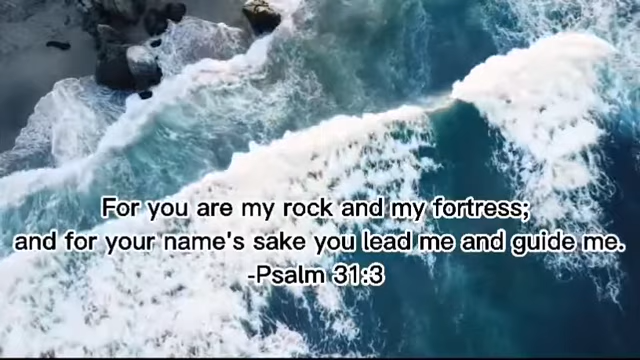 For you are my rock and my fortress;
and for your name's sake you lead me and guide me.
-Psalm 31:3